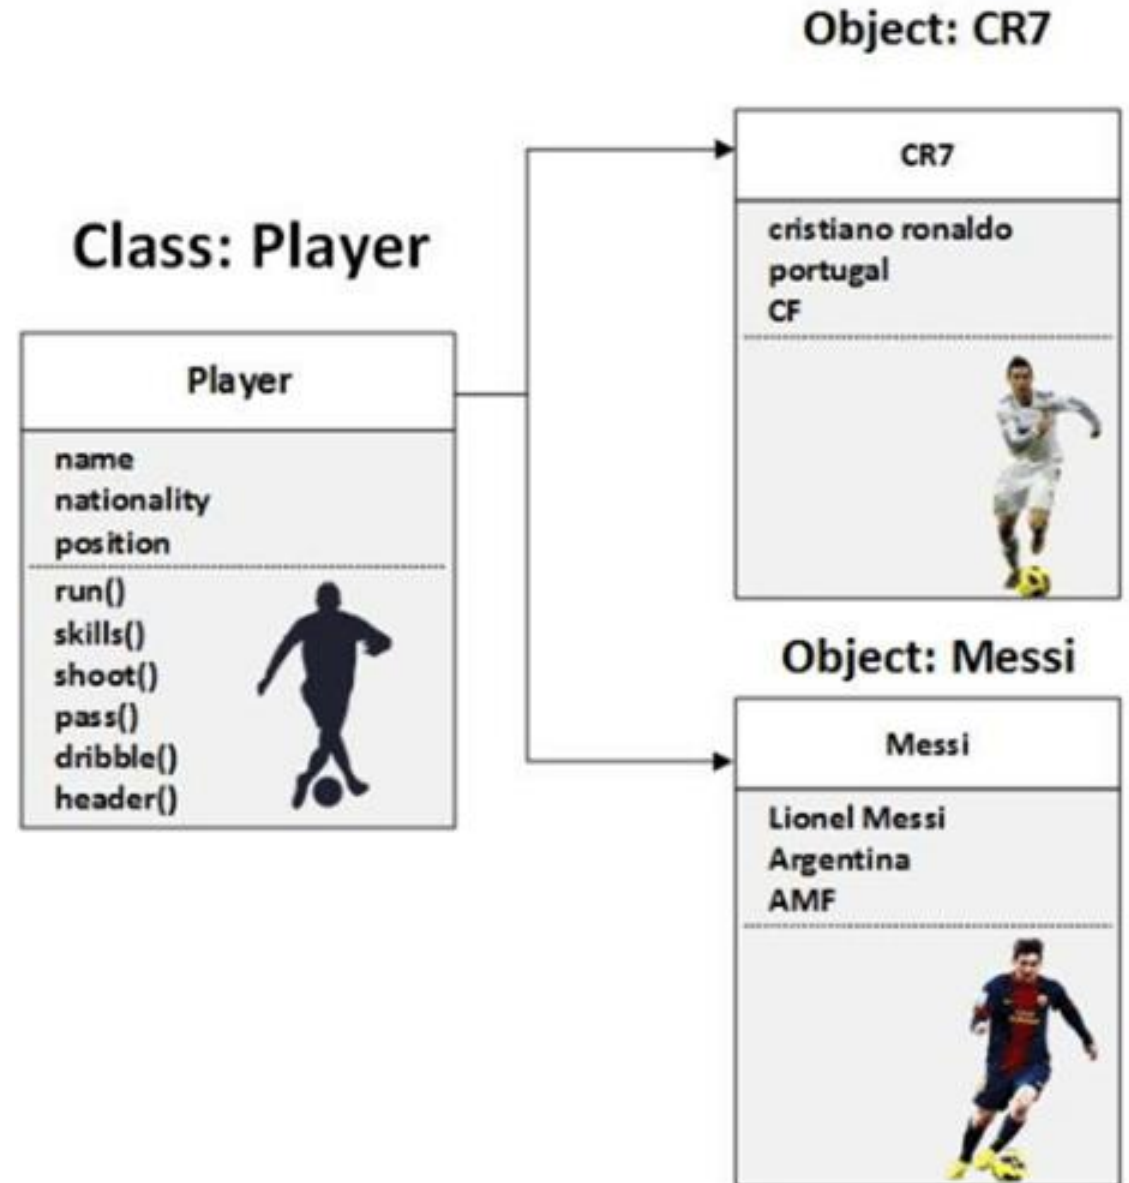 Class: Player
Player
name
nationality
position
run()
skills()
shoot()
pass()
dribble()
header()
Object: CR7
CR7
cristiano ronaldo
portugal
CF
Object: Messi
Messi
Lionel Messi
Argentina
AMF